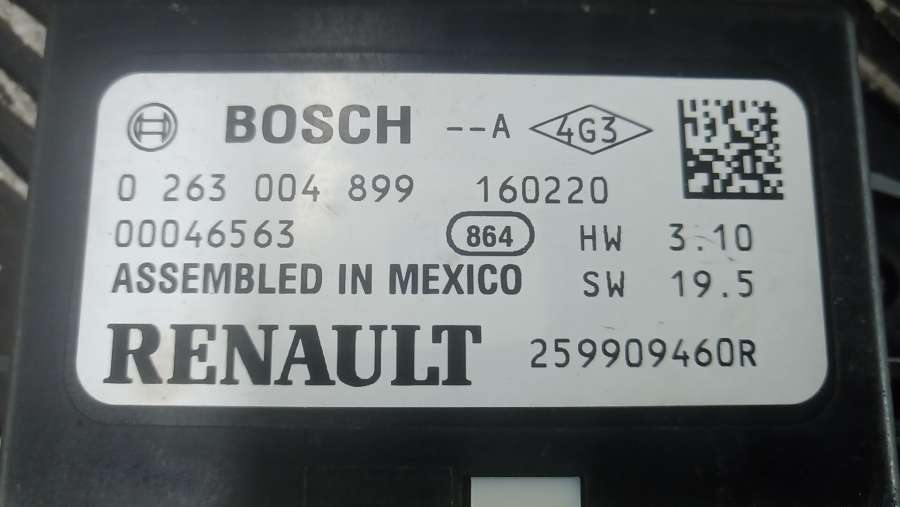 BOSCH --A 4G3
0 263 004 899 160220
00046563 864 HW 3.10
ASSEMBLED IN MEXICO SW 19.5
RENAULT 259909460R